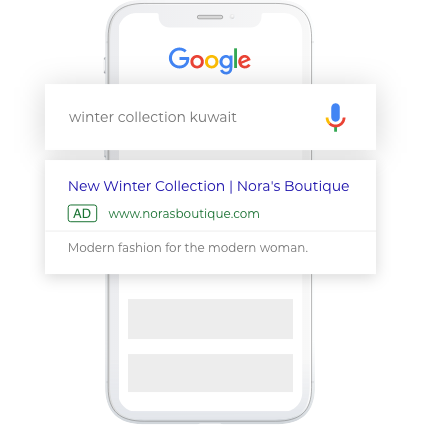 Google
winter collection kuwait
New Winter Collection | Nora's Boutique
AD www.norasboutique.com
Modern fashion for the modern woman.